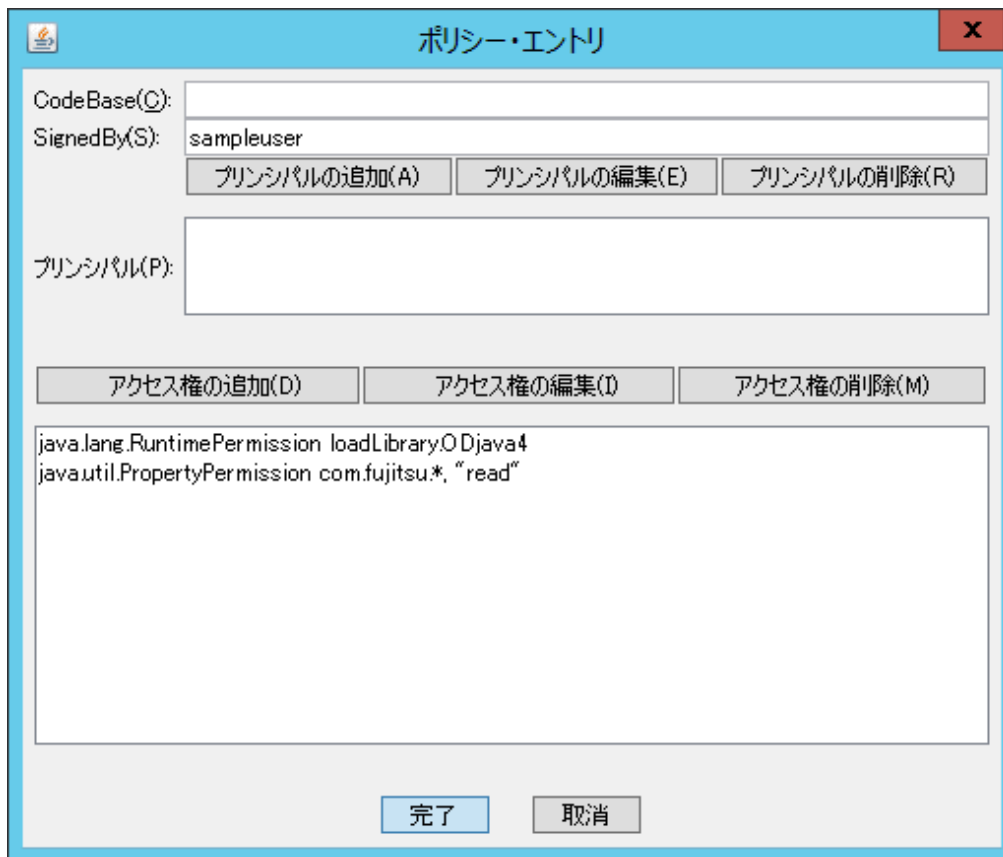 ポリシー・エントリ
x
CodeBase(C):
SignedBy(S): sampleuser
プリンシパルの追加(A) プリンシパルの編集(E) プリンシパルの削除(R)
プリンシパル(P):
アクセス権の追加(D) アクセス権の編集(I) アクセス権の削除(M)
java.lang.RuntimePermission loadLibrary.ODjava4
java.util.PropertyPermission com.fujitsu.*, "read"
完了 取消